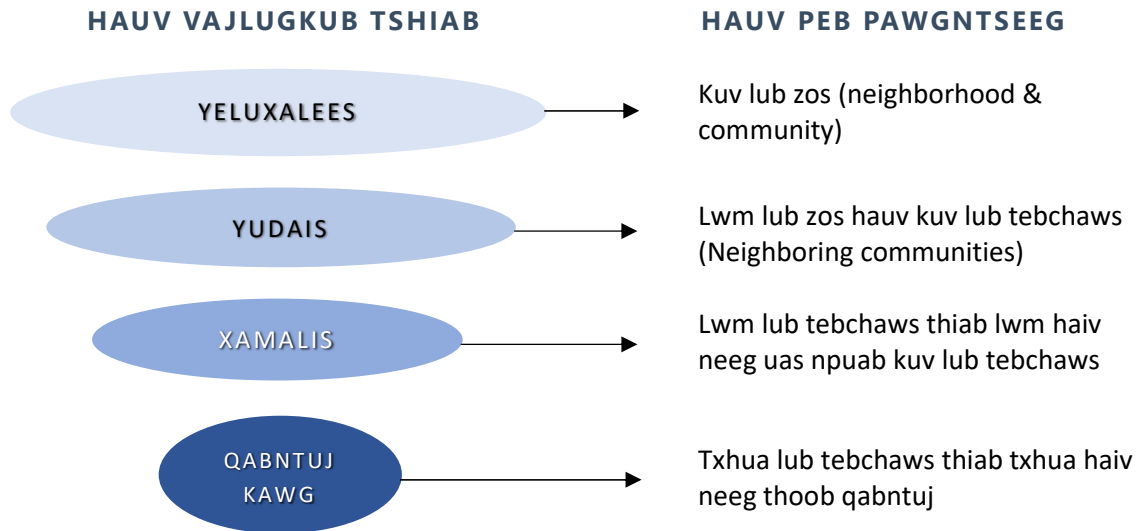 HAUV VAJLUGKUB TSHIAB
HAUV PEB PAWGNTSEEG
YELUXALEES
Kuv lub zos (neighborhood &
community)
YUDAIS
Lwm lub zos hauv kuv lub tebchaws
(Neighboring communities)
XAMALIS
Lwm lub tebchaws thiab lwm haiv
neeg uas npuab kuv lub tebchaws
QABNTUJ
KAWG
Txhua lub tebchaws thiab txhua haiv
neeg thoob qabntuj